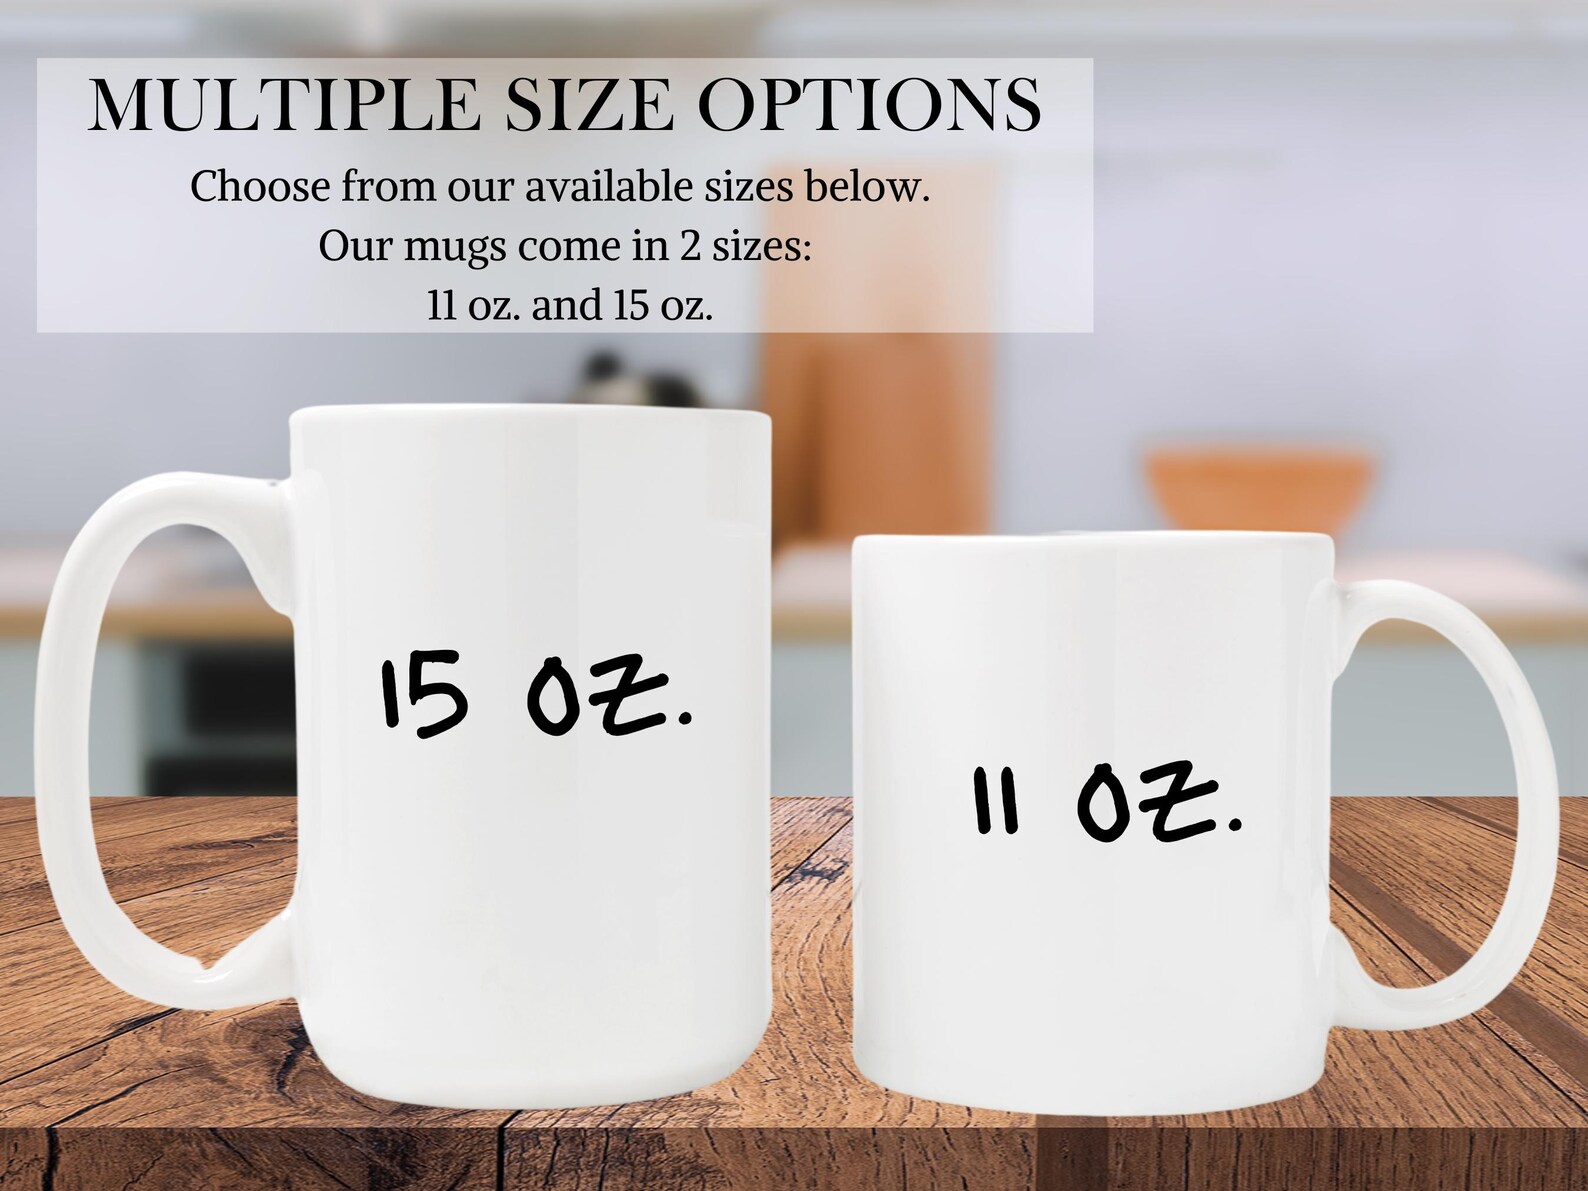 MULTIPLE SIZE OPTIONS
Choose from our available sizes below.
Our mugs come in 2 sizes:
11 oz. and 15 oz.
15 oz.
11 oz.